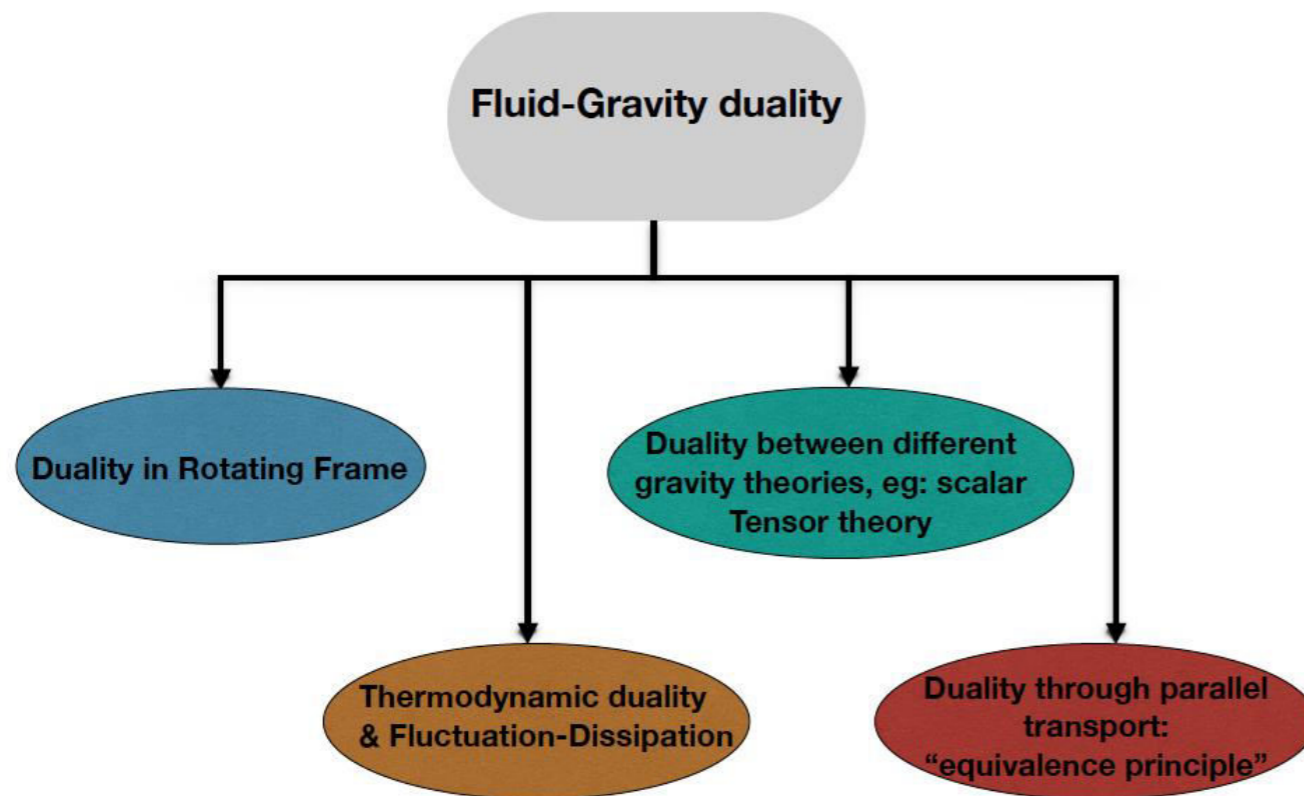 Fluid-Gravity duality
Duality in Rotating Frame
Duality between different
gravity theories, eg: scalar
Tensor theory
Thermodynamic duality
& Fluctuation-Dissipation
Duality through parallel
transport:
“equivalence principle”